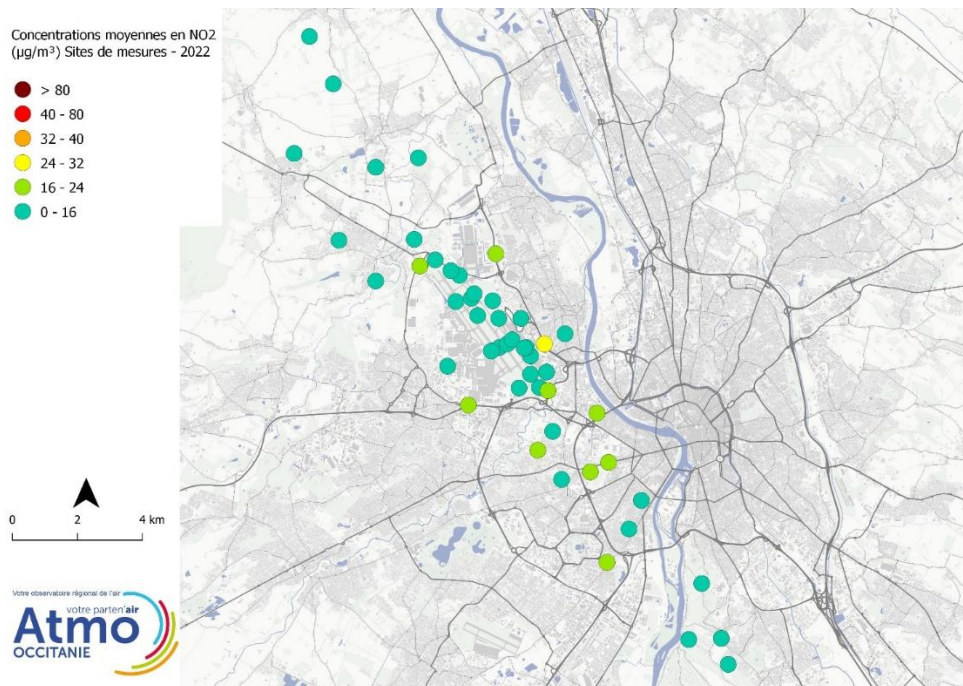 Concentrations moyennes en NO2
(µg/m³) Sites de mesures - 2022
> 80
40 - 80
32 - 40
24 - 32
16 - 24
0 - 16
0 2 4 km
Votre observatoire régional de l'air
votre parten'air
Atmo
OCCITANIE